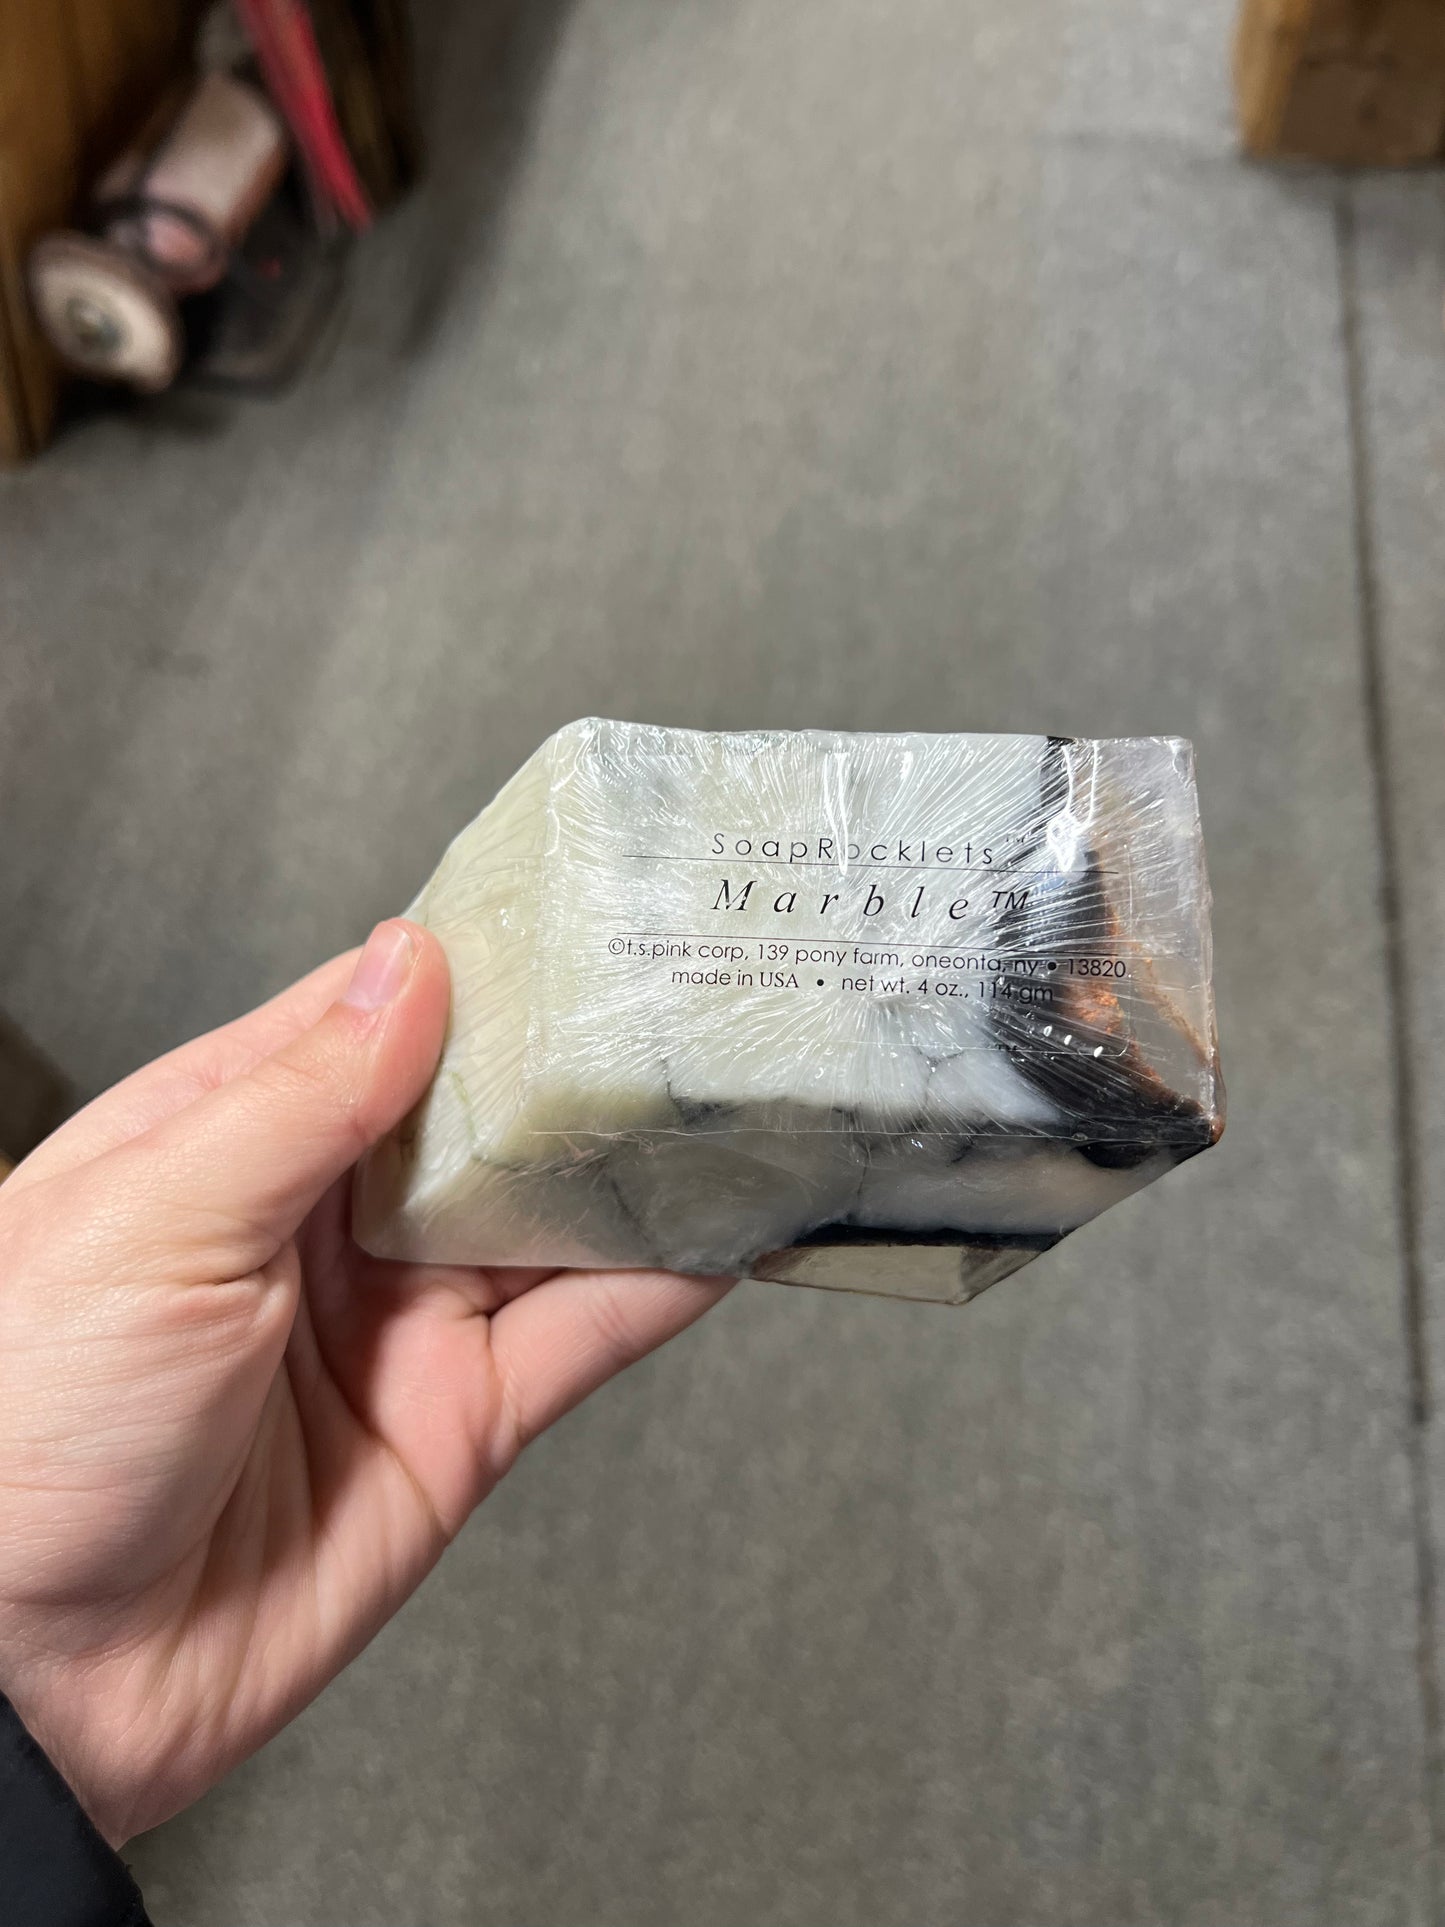 SoapRocklets™
Marble™
©t.s.pink corp, 139 pony farm, oneonta, ny • 13820
made in USA • net wt. 4 oz., 114 gm
™